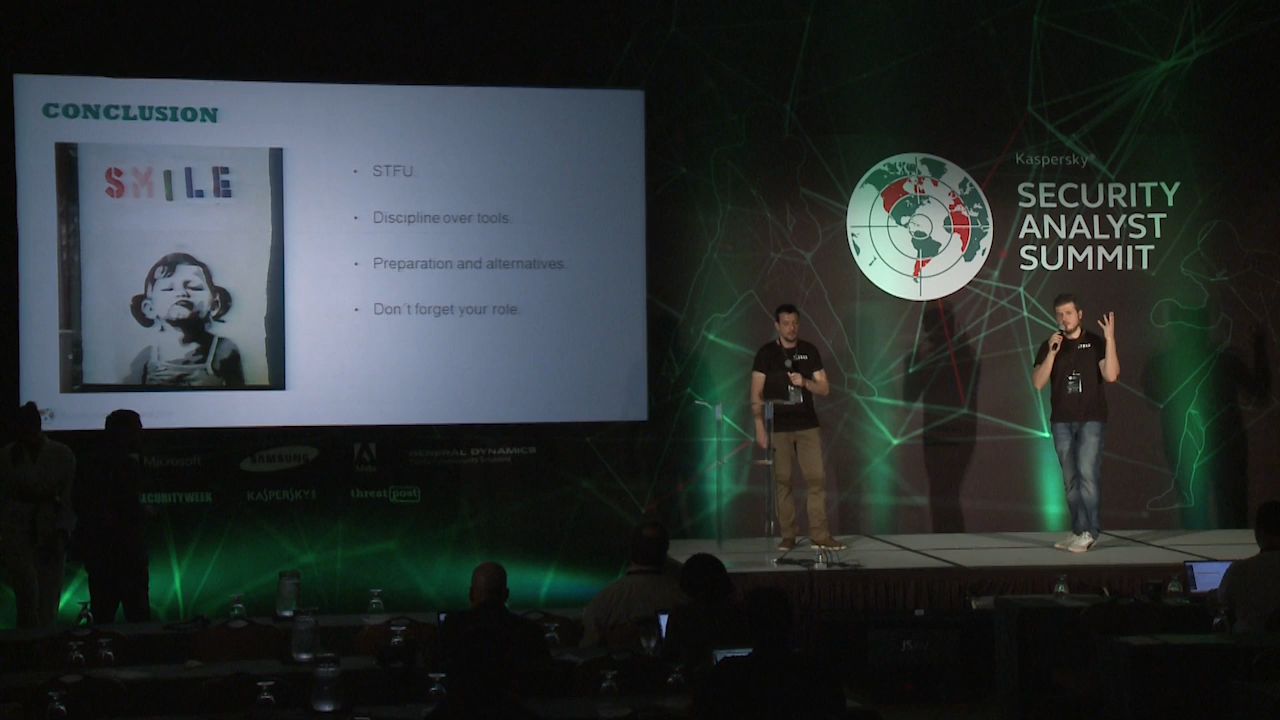 CONCLUSION
SMILE
• STFU.
• Discipline over tools.
• Preparation and alternatives.
• Don´t forget your role.
Kaspersky
SECURITY
ANALYST
SUMMIT
Microsoft
SAMSUNG
Adobe
GENERAL DYNAMICS
SECURITYWEEK
KASPERSKY
threatpost